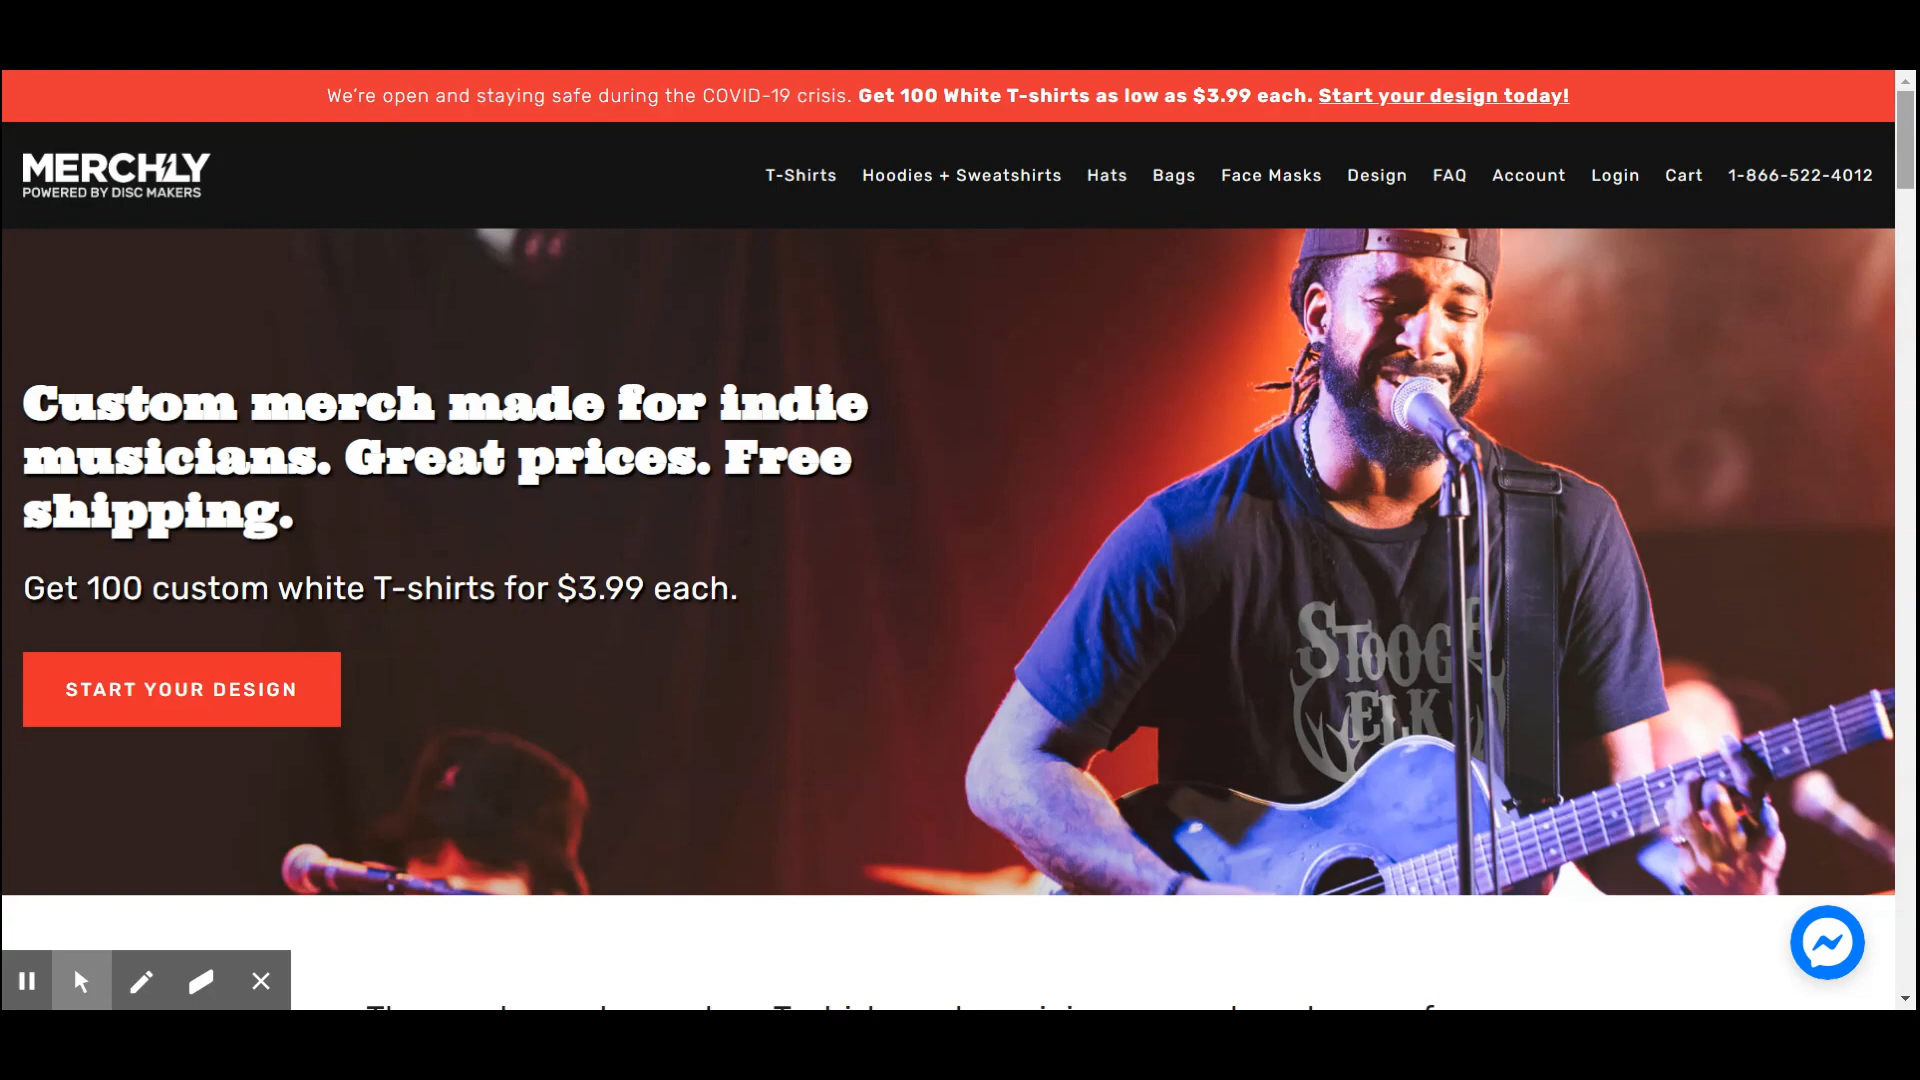 We're open and staying safe during the COVID-19 crisis. Get 100 White T-shirts as low as $3.99 each. Start your design today!
MERCHLY
POWERED BY DISC MAKERS
T-Shirts Hoodies + Sweatshirts Hats Bags Face Masks Design FAQ Account Login Cart 1-866-522-4012
Custom merch made for indie
musicians. Great prices. Free
shipping.
Get 100 custom white T-shirts for $3.99 each.
START YOUR DESIGN
STOOGE
ELK